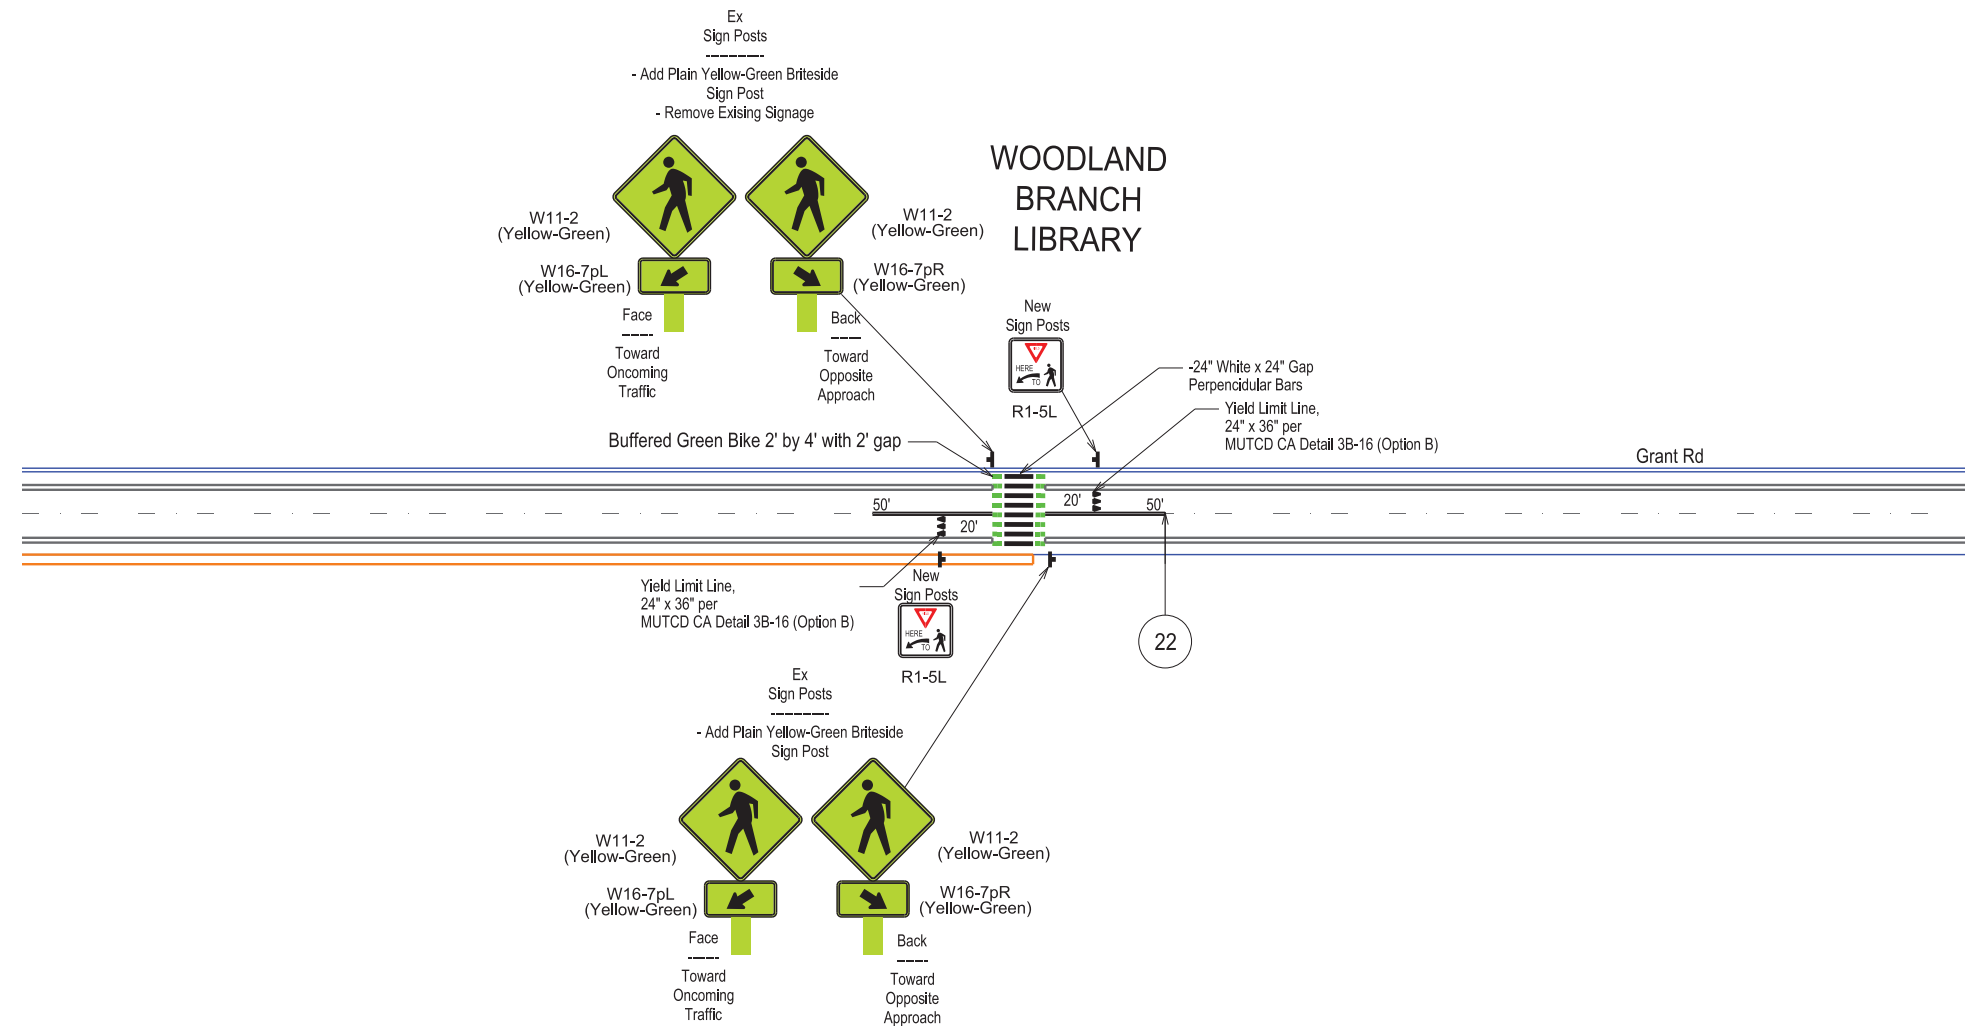 Ex
Sign Posts
- Add Plain Yellow-Green Briteside
Sign Post
- Remove Exising Signage
W11-2
(Yellow-Green)
W11-2
(Yellow-Green)
W16-7pL
(Yellow-Green)
W16-7pR
(Yellow-Green)
Face
Toward
Oncoming
Traffic
Back
Toward
Opposite
Approach
WOODLAND
BRANCH
LIBRARY
New
Sign Posts
HERE
TO
R1-5L
-24" White x 24" Gap
Perpencidular Bars
Yield Limit Line,
24" x 36" per
MUTCD CA Detail 3B-16 (Option B)
Buffered Green Bike 2' by 4' with 2' gap
Grant Rd
50'
20'
20'
50'
Yield Limit Line,
24" x 36" per
MUTCD CA Detail 3B-16 (Option B)
New
Sign Posts
HERE
TO
R1-5L
22
Ex
Sign Posts
- Add Plain Yellow-Green Briteside
Sign Post
W11-2
(Yellow-Green)
W11-2
(Yellow-Green)
W16-7pL
(Yellow-Green)
W16-7pR
(Yellow-Green)
Face
Toward
Oncoming
Traffic
Back
Toward
Opposite
Approach